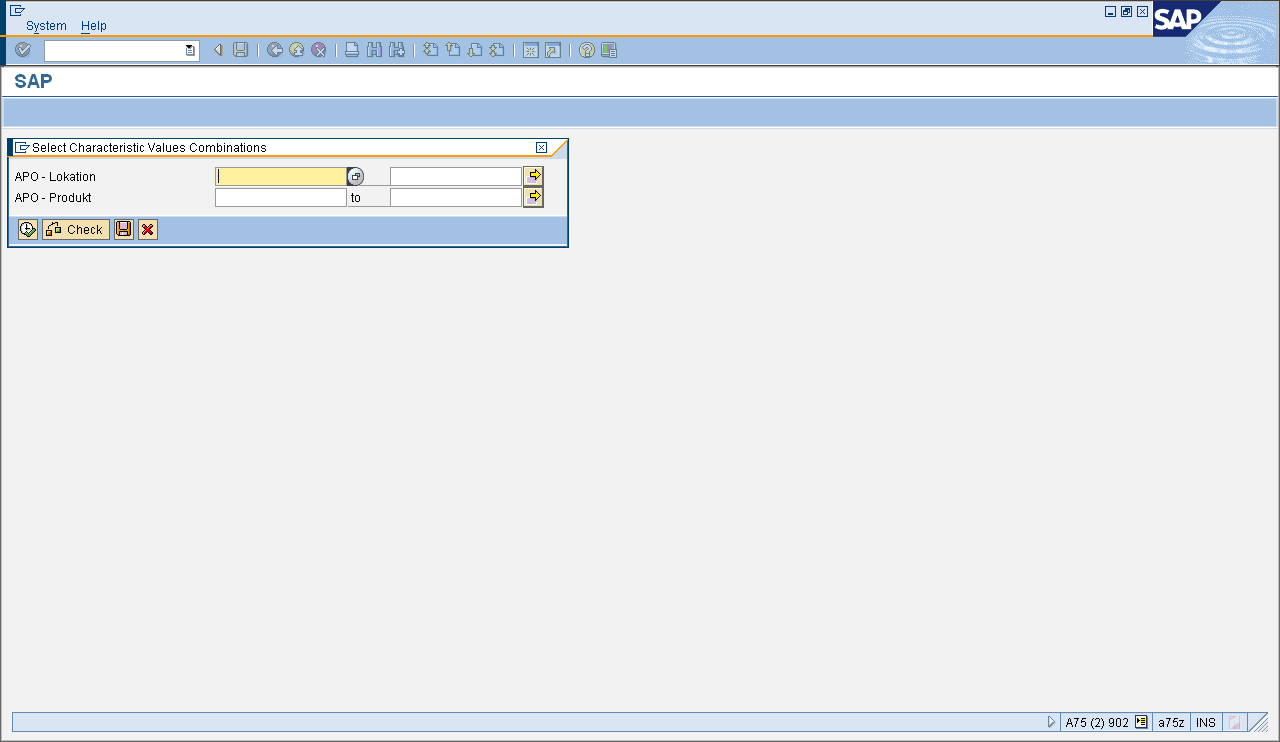 System Help
SAP
SAP
Select Characteristic Values Combinations
APO - Lokation
APO - Produkt to
Check
A75 (2) 902 a75z INS